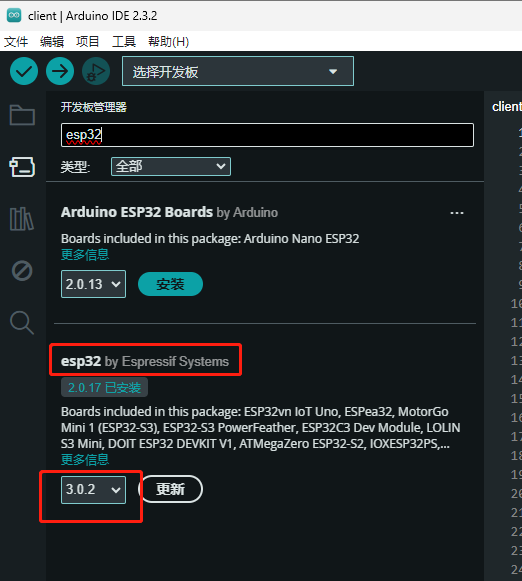 client | Arduino IDE 2.3.2
文件 编辑 项目 工具 帮助(H)
选择开发板
开发板管理器
client
esp32
类型: 全部
Arduino ESP32 Boards by Arduino
Boards included in this package: Arduino Nano ESP32
更多信息
2.0.13 安装
esp32 by Espressif Systems
2.0.17 已安装
Boards included in this package: ESP32vn IoT Uno, ESPea32, MotorGo
Mini 1 (ESP32-S3), ESP32-S3 PowerFeather, ESP32C3 Dev Module, LOLIN
S3 Mini, DOIT ESP32 DEVKIT V1, ATMegaZero ESP32-S2, IOXESP32PS,...
更多信息
3.0.2 更新
1
2
3
4
5
6
7
8
9
10
11
12
13
14
15
16
17
18
19
20
21
22
23
24